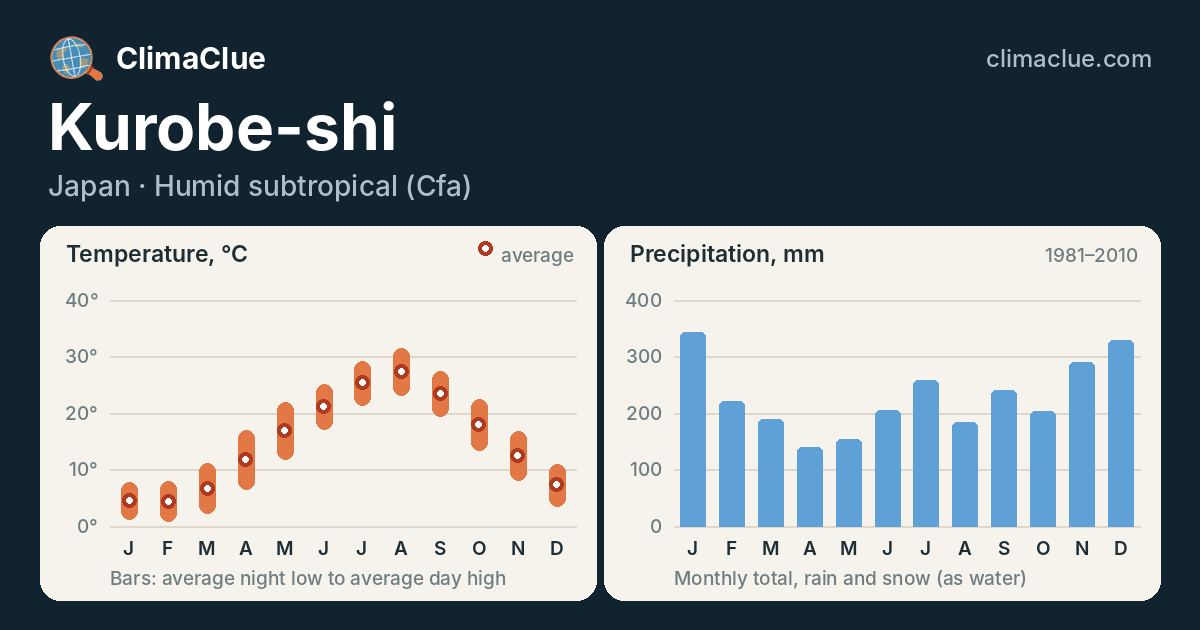 ClimaClue
climaclue.com
Kurobe-shi
Japan · Humid subtropical (Cfa)
Temperature, °C
average
40°
30°
20°
10°
0°
J F M A M J J A S O N D
Bars: average night low to average day high
Precipitation, mm
1981–2010
400
300
200
100
0
J F M A M J J A S O N D
Monthly total, rain and snow (as water)